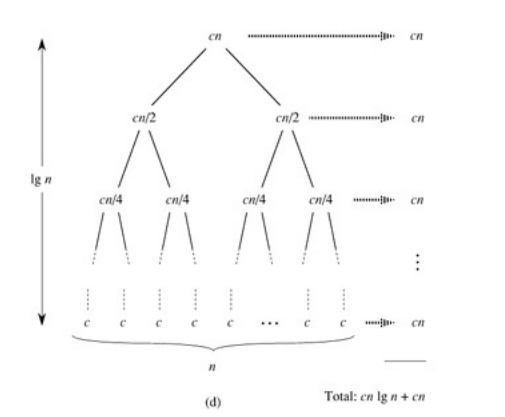 cn cn
cn/2 cn/2 cn
lg n
cn/4 cn/4 cn/4 cn/4 cn
⋮
c c c c c ... c c cn
n
(d) Total: cn lg n + cn